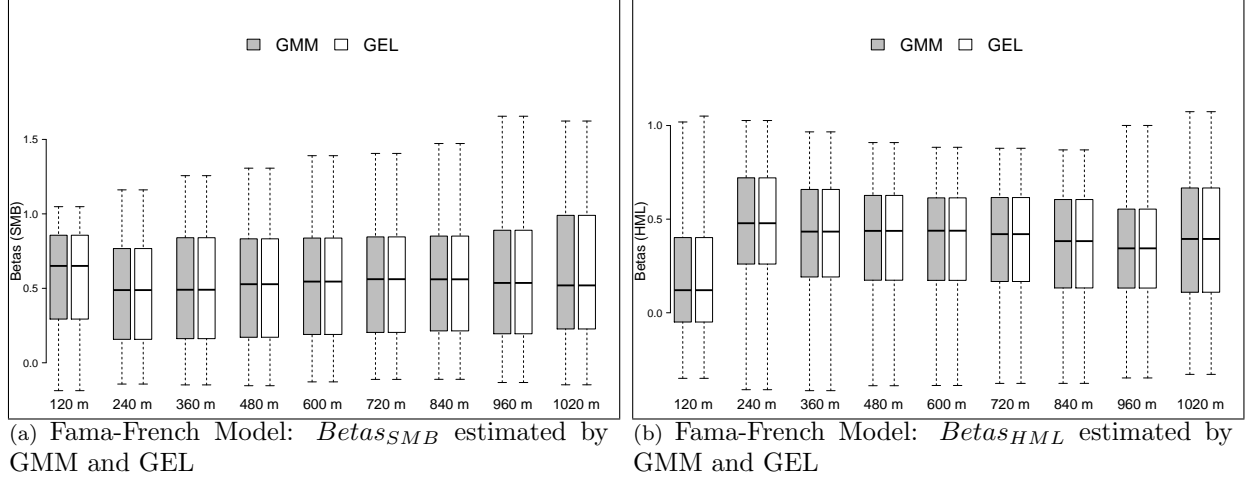 GMM GEL
Betas (SMB)
1.5
1.0
0.5
0.0
120 m 240 m 360 m 480 m 600 m 720 m 840 m 960 m 1020 m
(a) Fama-French Model: Betas_SMB estimated by
GMM and GEL
GMM GEL
Betas (HML)
1.0
0.5
0.0
120 m 240 m 360 m 480 m 600 m 720 m 840 m 960 m 1020 m
(b) Fama-French Model: Betas_HML estimated by
GMM and GEL